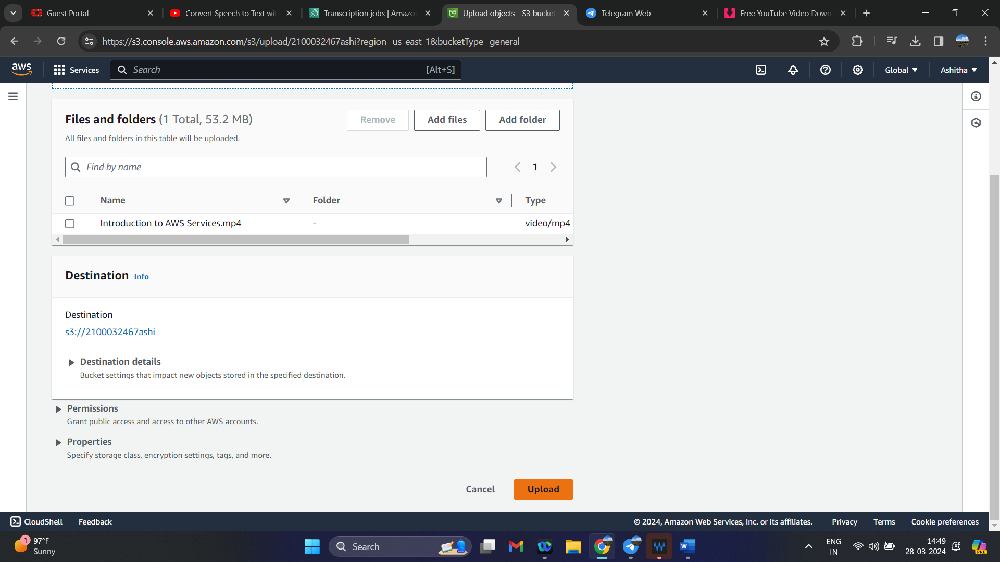 Guest Portal
Convert Speech to Text wit
Transcription jobs | Amazo
Upload objects - S3 bucket
Telegram Web
Free YouTube Video Down
https://s3.console.aws.amazon.com/s3/upload/2100032467ashi?region=us-east-1&bucketType=general
aws
Services
Search
[Alt+S]
Global
Ashitha
Files and folders (1 Total, 53.2 MB)
Remove
Add files
Add folder
All files and folders in this table will be uploaded.
Find by name
1
Name
Folder
Type
Introduction to AWS Services.mp4
-
video/mp4
Destination Info
Destination
s3://2100032467ashi
Destination details
Bucket settings that impact new objects stored in the specified destination.
Permissions
Grant public access and access to other AWS accounts.
Properties
Specify storage class, encryption settings, tags, and more.
Cancel
Upload
CloudShell
Feedback
© 2024, Amazon Web Services, Inc. or its affiliates.
Privacy
Terms
Cookie preferences
1
97°F
Sunny
Search
W
ENG
IN
14:49
28-03-2024
PRE